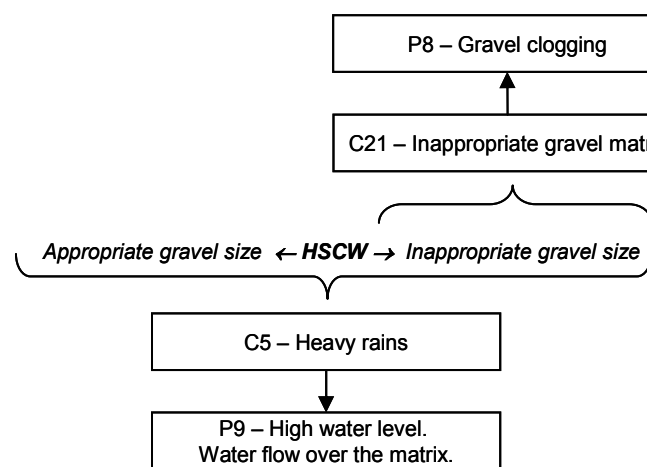 P8 – Gravel clogging
C21 – Inappropriate gravel matri
Appropriate gravel size ← HSCW → Inappropriate gravel size
C5 – Heavy rains
P9 – High water level.
Water flow over the matrix.